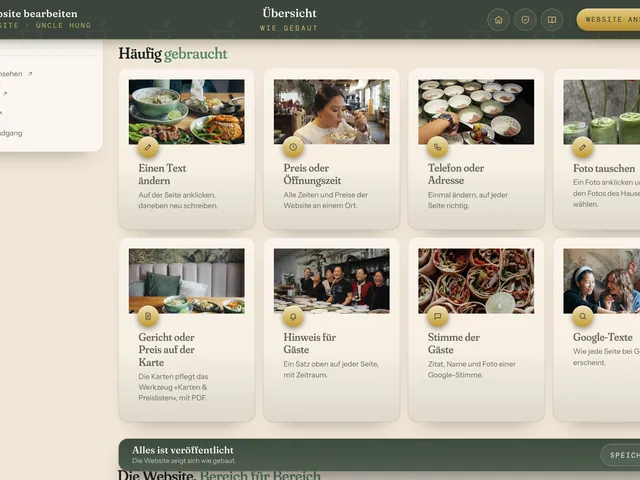 site bearbeiten
SITE · UNCLE HUNG
Übersicht
WIE GEBAUT
WEBSITE
nsehen ↗
↗
dgang
Häufig gebraucht
Einen Text
ändern
Auf der Seite anklicken,
daneben neu schreiben.
Preis oder
Öffnungszeit
Alle Zeiten und Preise der
Website an einem Ort.
Telefon oder
Adresse
Einmal ändern, auf jeder
Seite richtig.
Foto tauschen
Ein Foto anklicken
den Fotos des Hause
wählen.
Gericht oder
Preis auf der
Karte
Die Karten pflegt das
Werkzeug «Karten &
Preislisten», mit PDF.
Hinweis für
Gäste
Ein Satz oben auf jeder Seite,
mit Zeitraum.
Stimme der
Gäste
Zitat, Name und Foto einer
Google-Stimme.
Google-Texte
Wie jede Seite bei G
erscheint.
Alles ist veröffentlicht
Die Website zeigt sich wie gebaut.
SPEICH
Die Website, Bereich für Bereich